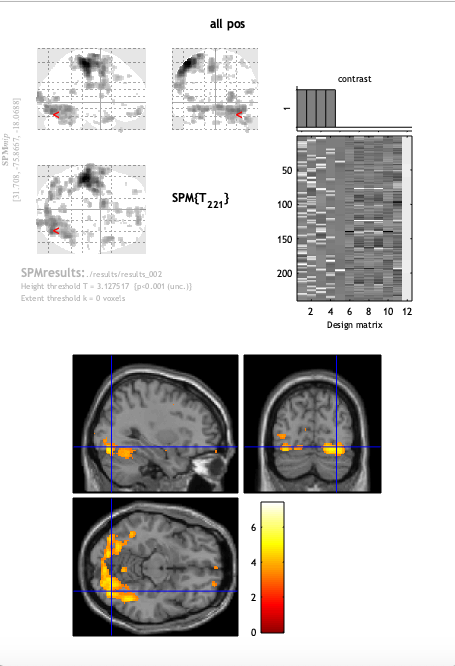 all pos
contrast
1
SPMmip
[31.708, -75.8667, -18.0688]
<
<
<
SPM{T221}
50
100
150
200
2 4 6 8 10 12
Design matrix
SPMresults: ./results/results_002
Height threshold T = 3.127517 {p=0.001 (unc.)}
Extent threshold k = 0 voxels
6
4
2
0